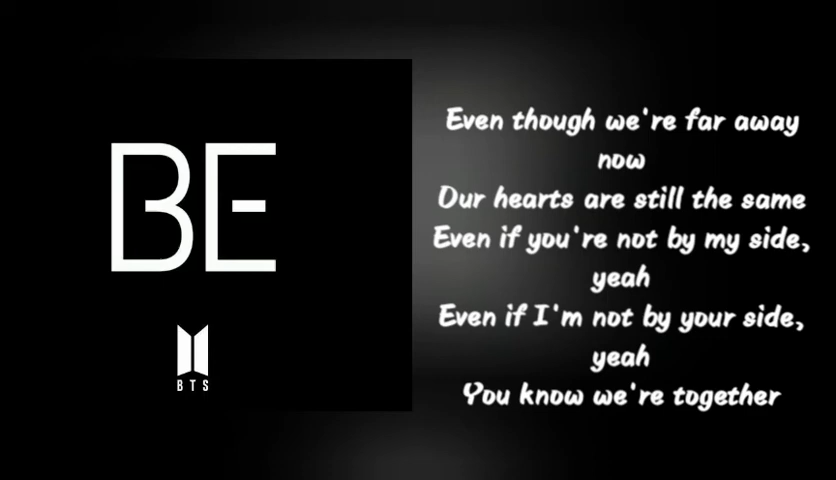 BE
BTS
Even though we're far away
now
Our hearts are still the same
Even if you're not by my side,
yeah
Even if I'm not by your side,
yeah
You know we're together